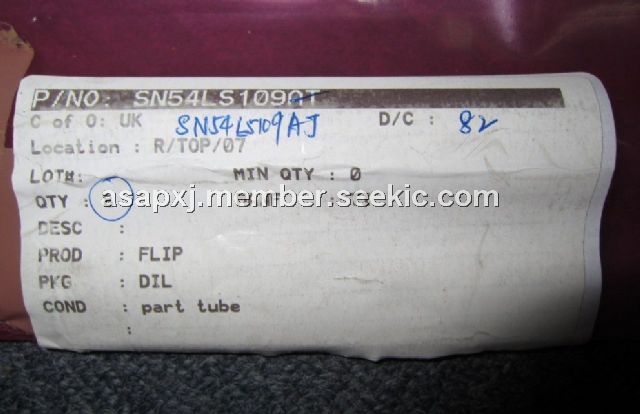 P/NO: SN54LS109AT
C of O: UK SN54LS109AJ D/C : 82
Location : R/TOP/07
LOT#: MIN QTY : 0
QTY : asapxj.member.seekic.com
DESC :
PROD : FLIP
PKG : DIL
COND : part tube
: